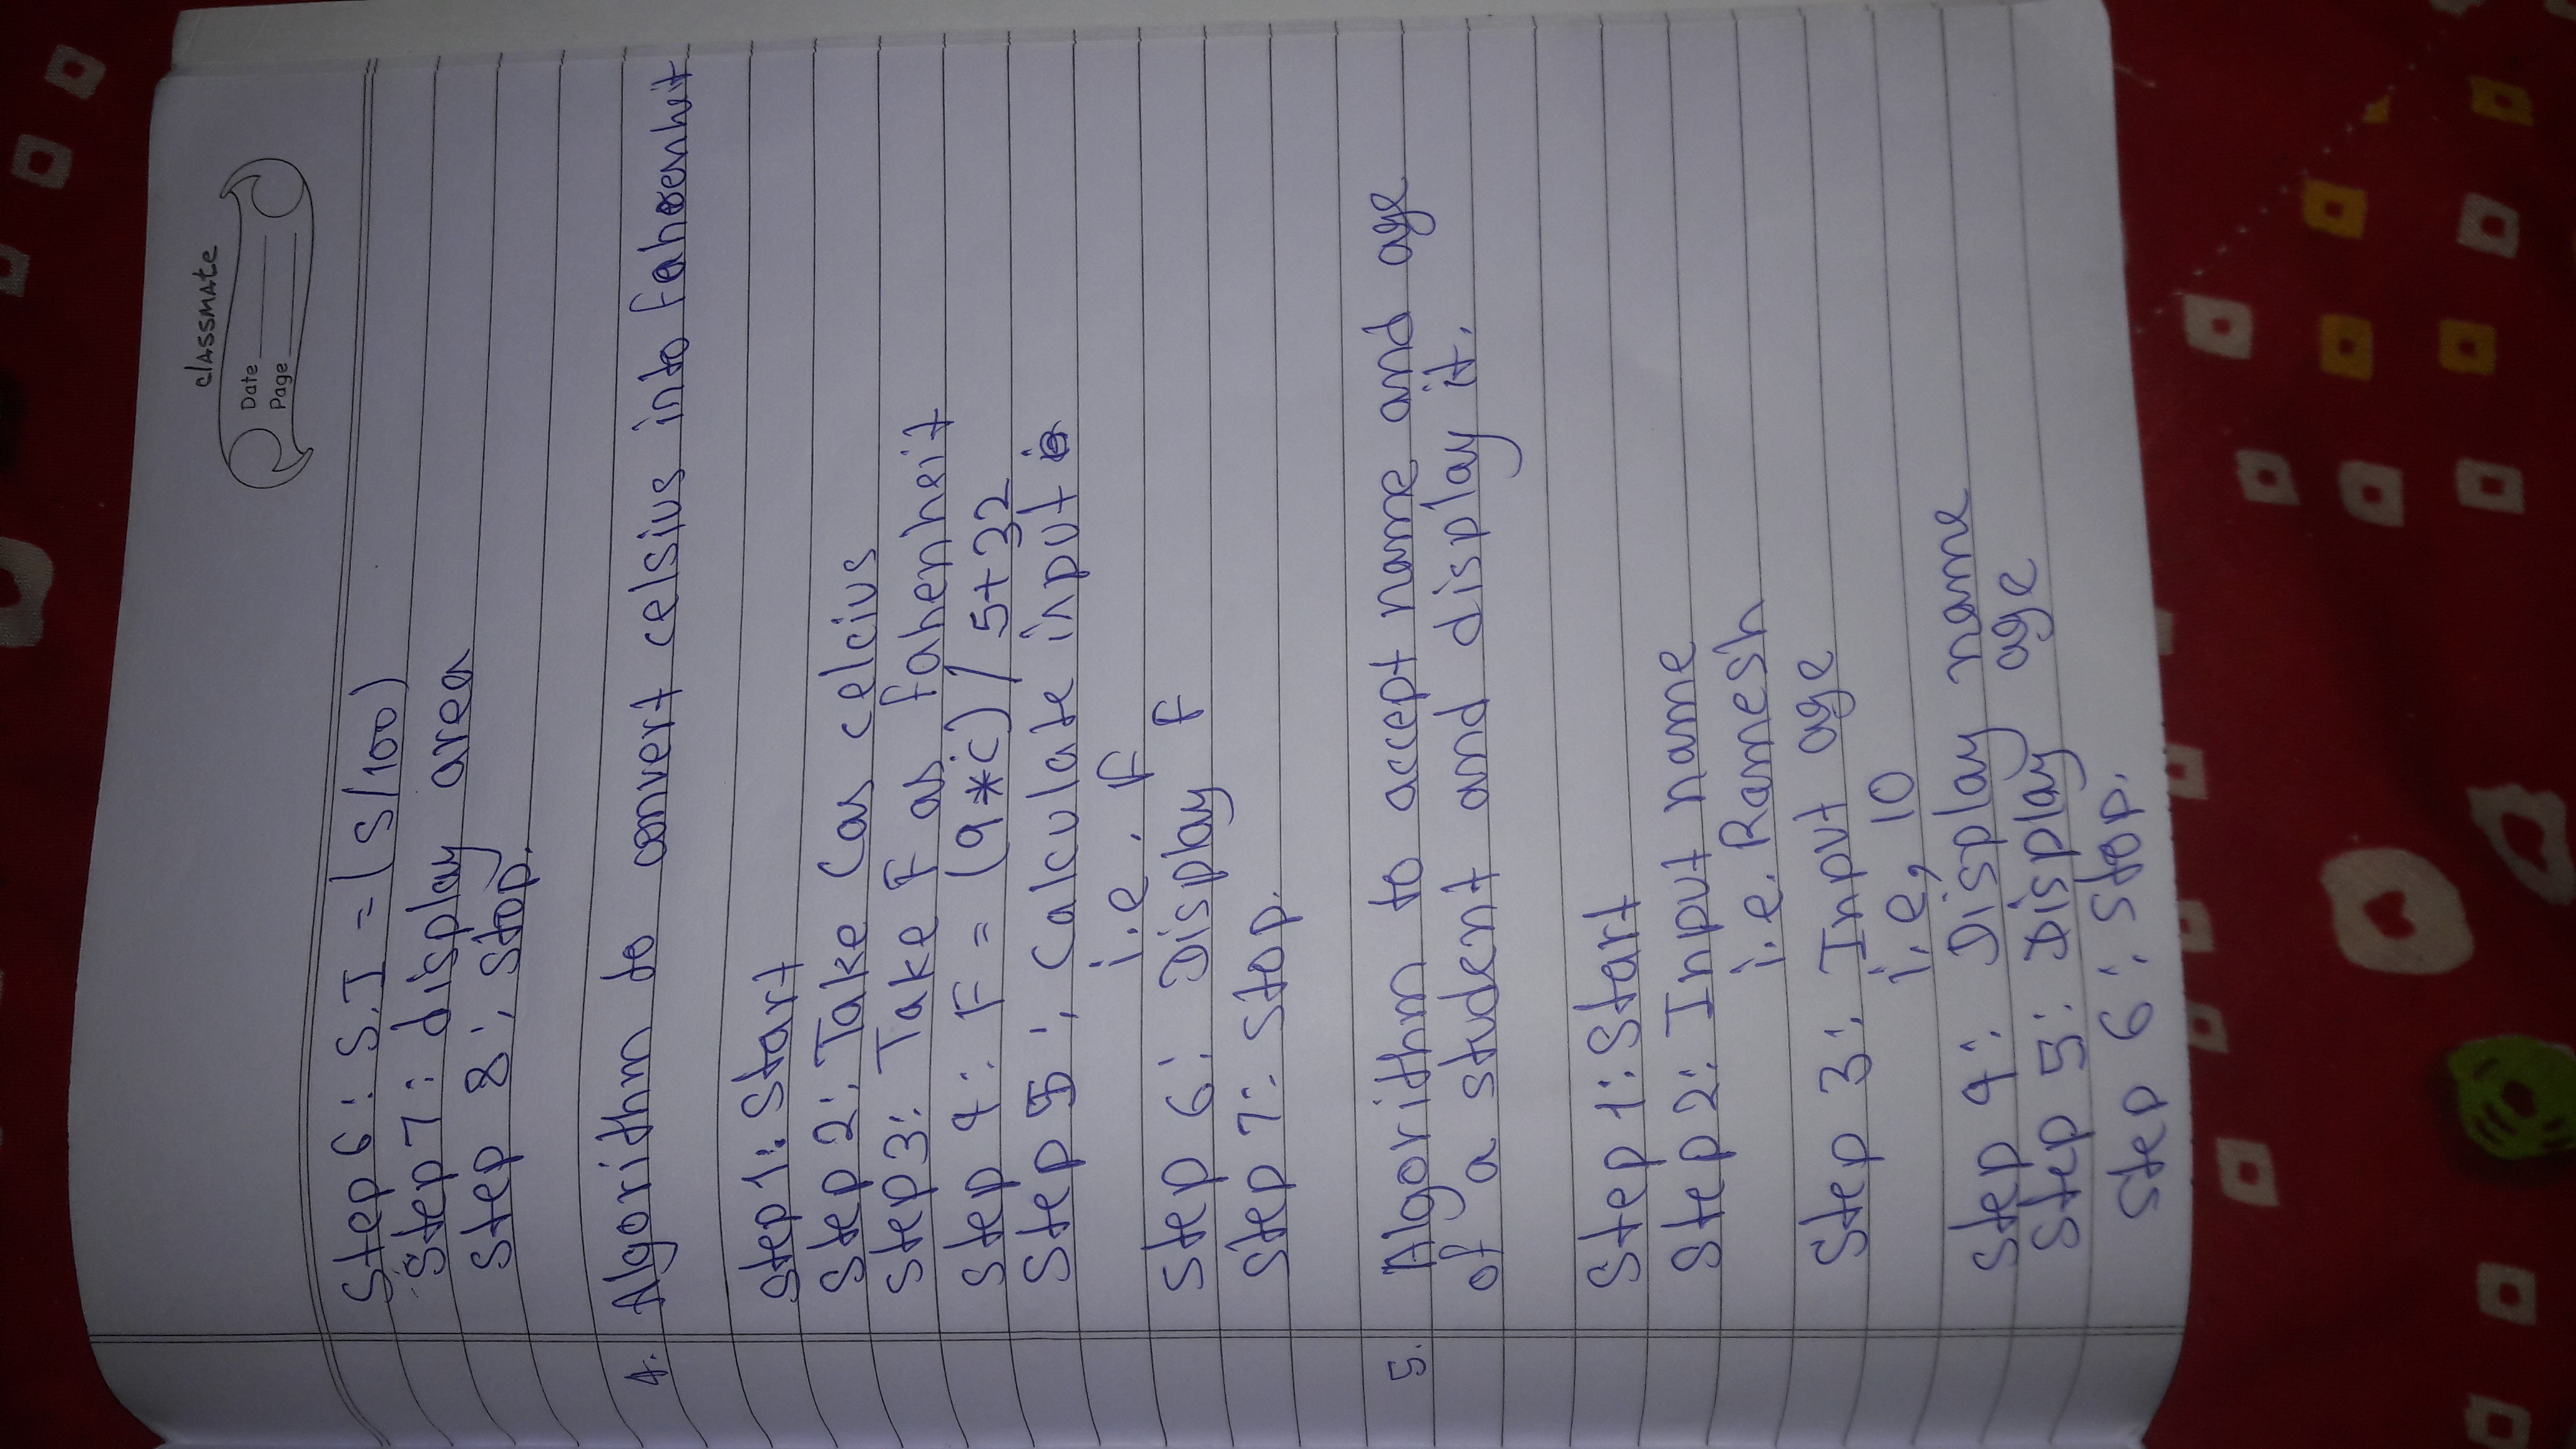 classmate
Date
Page
Step 6: S.I = (S/100)
Step 7: display area
Step 8: Stop.
4. Algorithm to convert celsius into Fahrenheit
Step 1: Start
Step 2: Take C as celcius
Step 3: Take F as fahenheit
Step 4: F = (9*c) / 5+32
Step 5: Calculate input
i.e. F
Step 6: Display F
Step 7: Stop.
5. Algorithm to accept name and age
of a student and display it.
Step 1: Start
Step 2: Input name
i.e. Ramesh
Step 3: Input age
i.e, 10
Step 4: Display name
Step 5: Display age
Step 6: Stop.